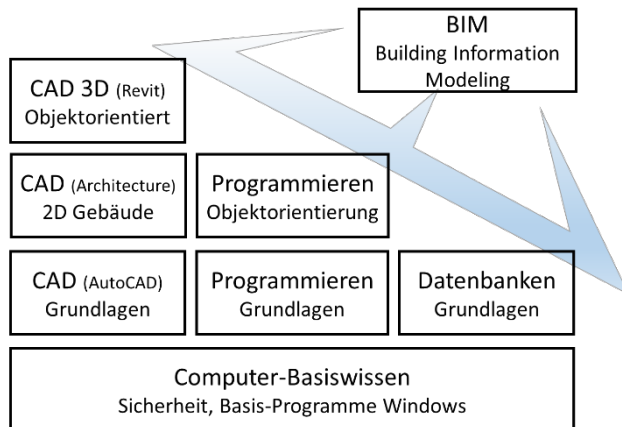 BIM
Building Information
Modeling
CAD 3D (Revit)
Objektorientiert
CAD (Architecture)
2D Gebäude
Programmieren
Objektorientierung
CAD (AutoCAD)
Grundlagen
Programmieren
Grundlagen
Datenbanken
Grundlagen
Computer-Basiswissen
Sicherheit, Basis-Programme Windows